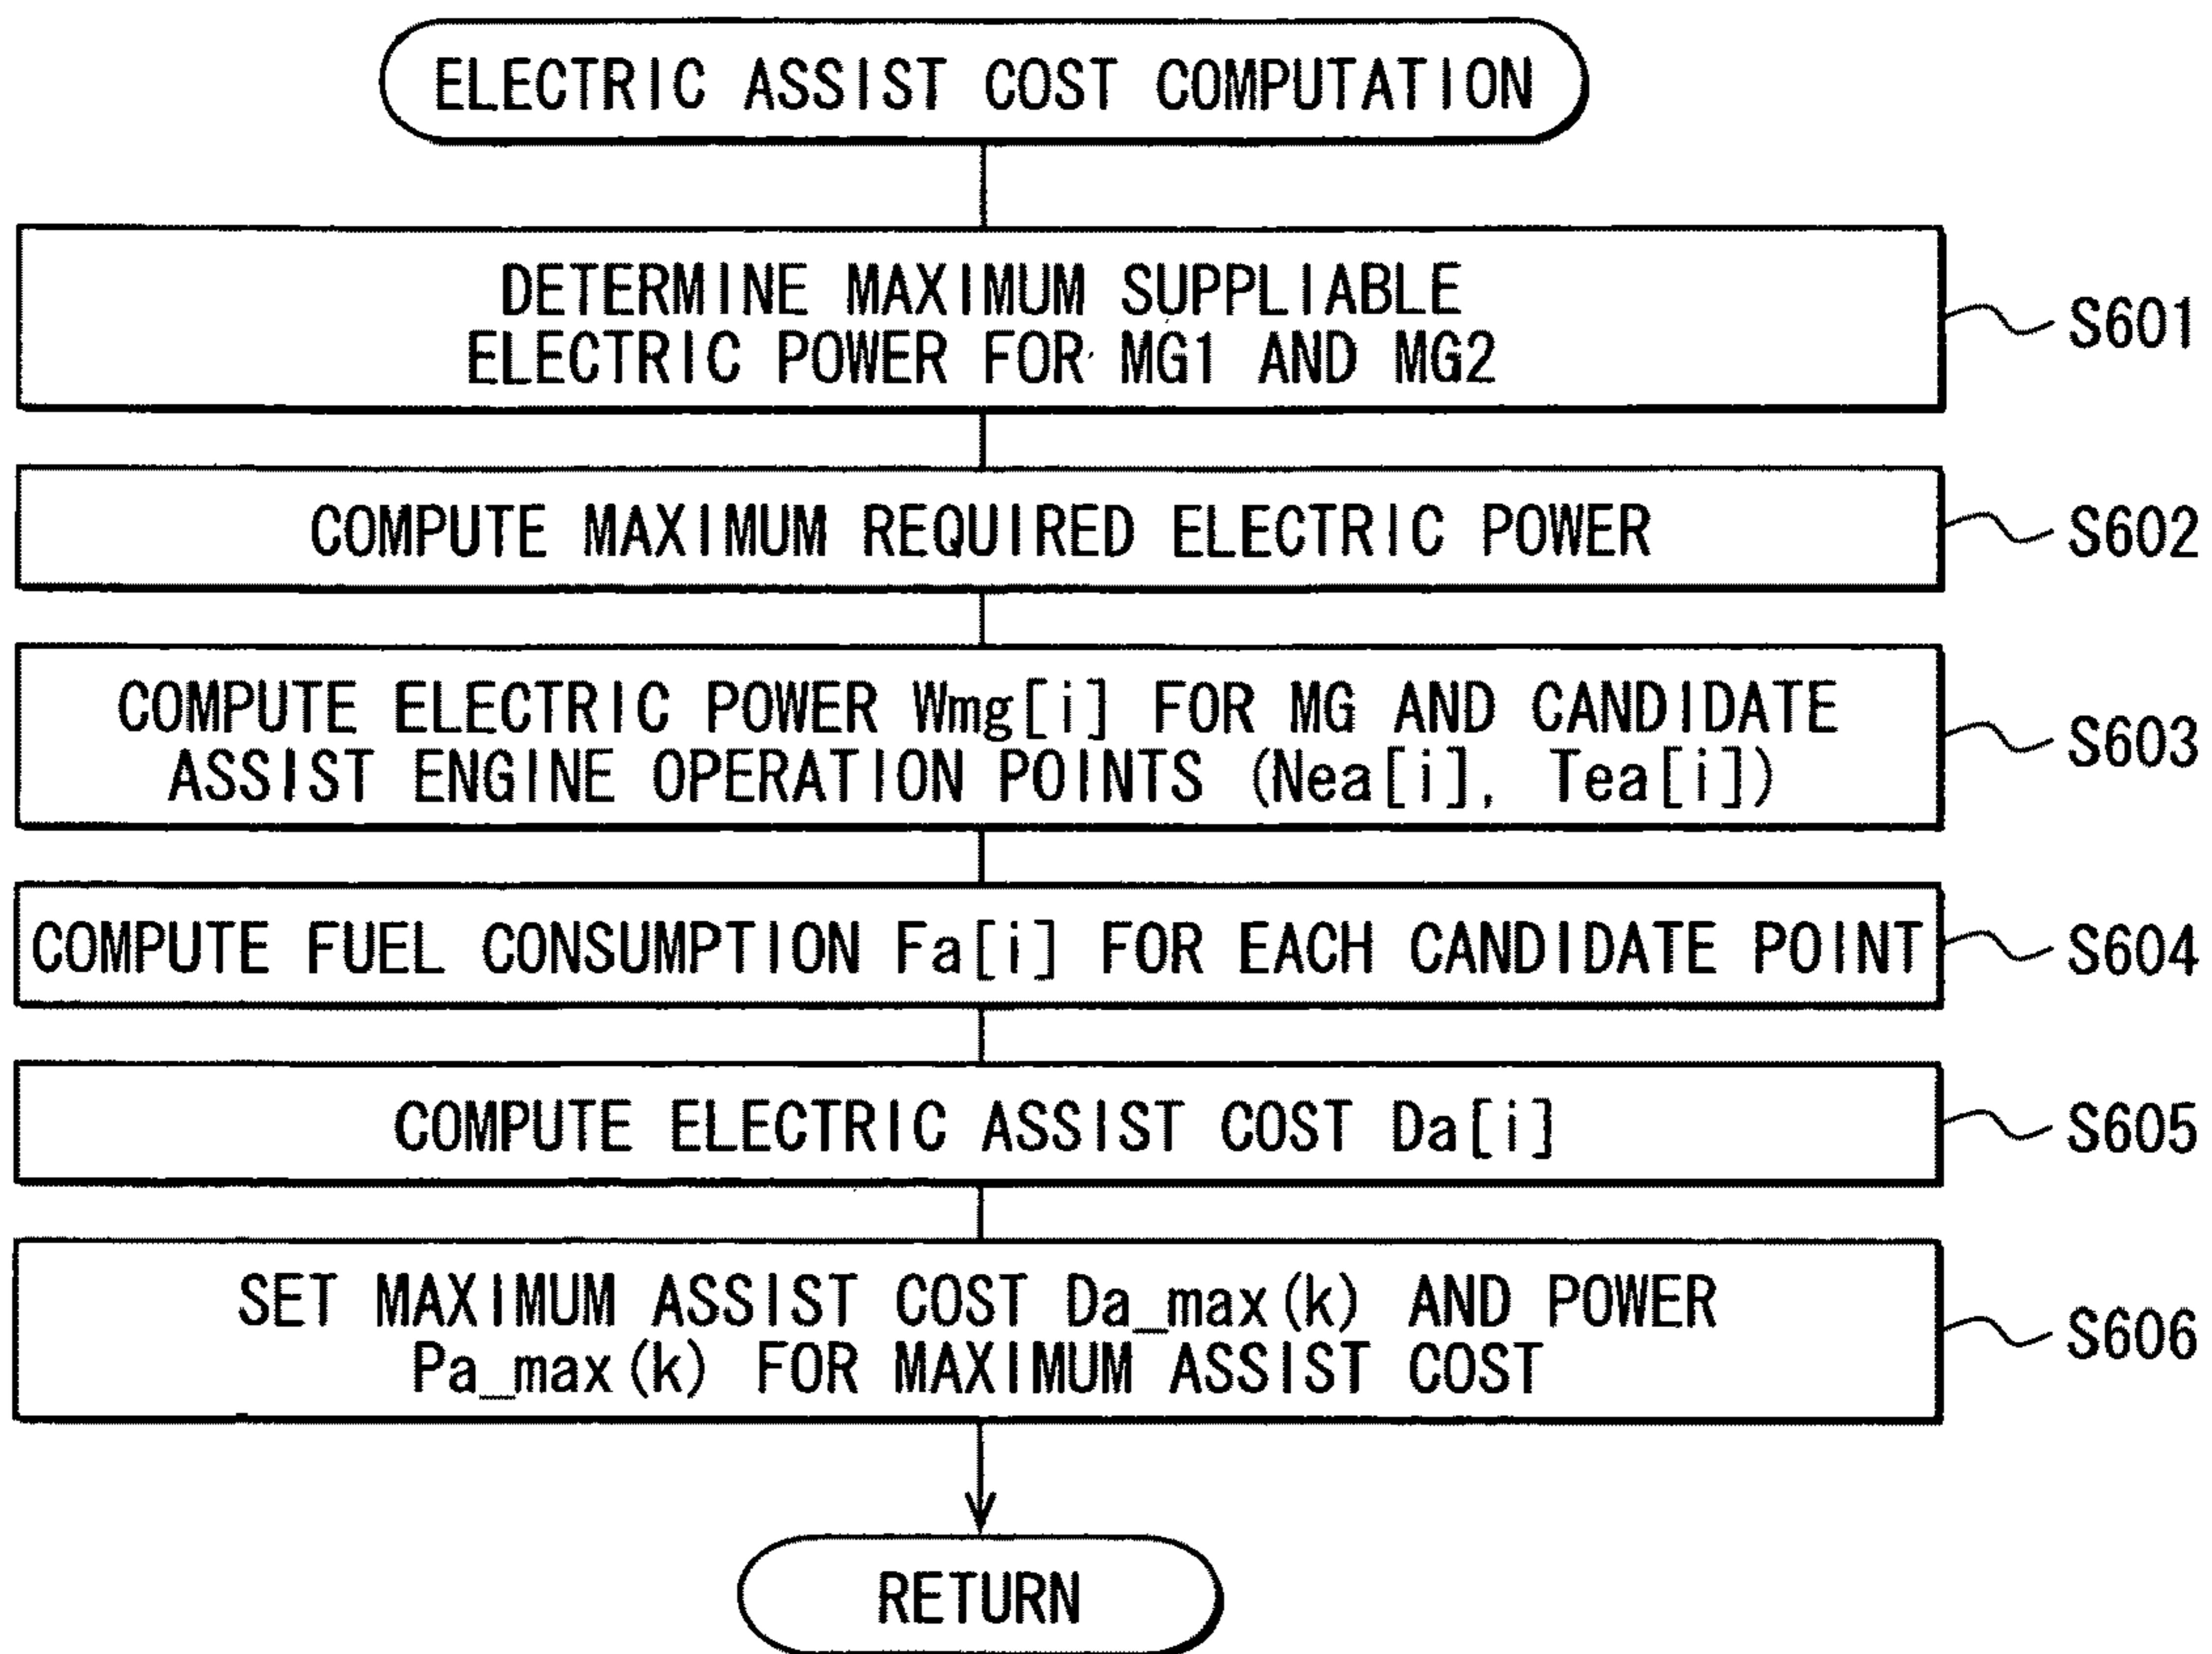 ELECTRIC ASSIST COST COMPUTATION
DETERMINE MAXIMUM SUPPLIABLE
ELECTRIC POWER FOR MG1 AND MG2
S601
COMPUTE MAXIMUM REQUIRED ELECTRIC POWER
S602
COMPUTE ELECTRIC POWER Wmg[i] FOR MG AND CANDIDATE
ASSIST ENGINE OPERATION POINTS (Nea[i], Tea[i])
S603
COMPUTE FUEL CONSUMPTION Fa[i] FOR EACH CANDIDATE POINT
S604
COMPUTE ELECTRIC ASSIST COST Da[i]
S605
SET MAXIMUM ASSIST COST Da_max(k) AND POWER
Pa_max(k) FOR MAXIMUM ASSIST COST
S606
RETURN